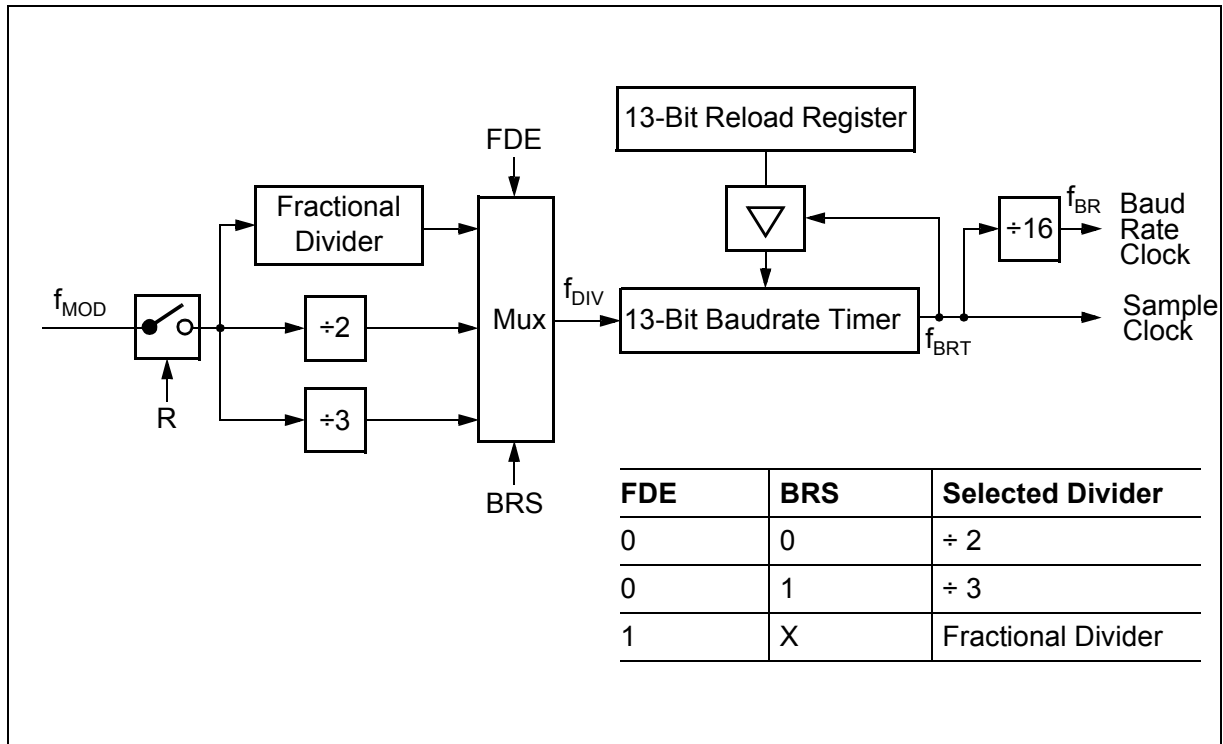 13-Bit Reload Register
FDE
Fractional
Divider
÷16
f_BR
Baud
Rate
Clock
f_MOD
÷2
Mux
f_DIV
13-Bit Baudrate Timer
f_BRT
Sample
Clock
R
÷3
BRS
FDE BRS Selected Divider
0 0 ÷ 2
0 1 ÷ 3
1 X Fractional Divider